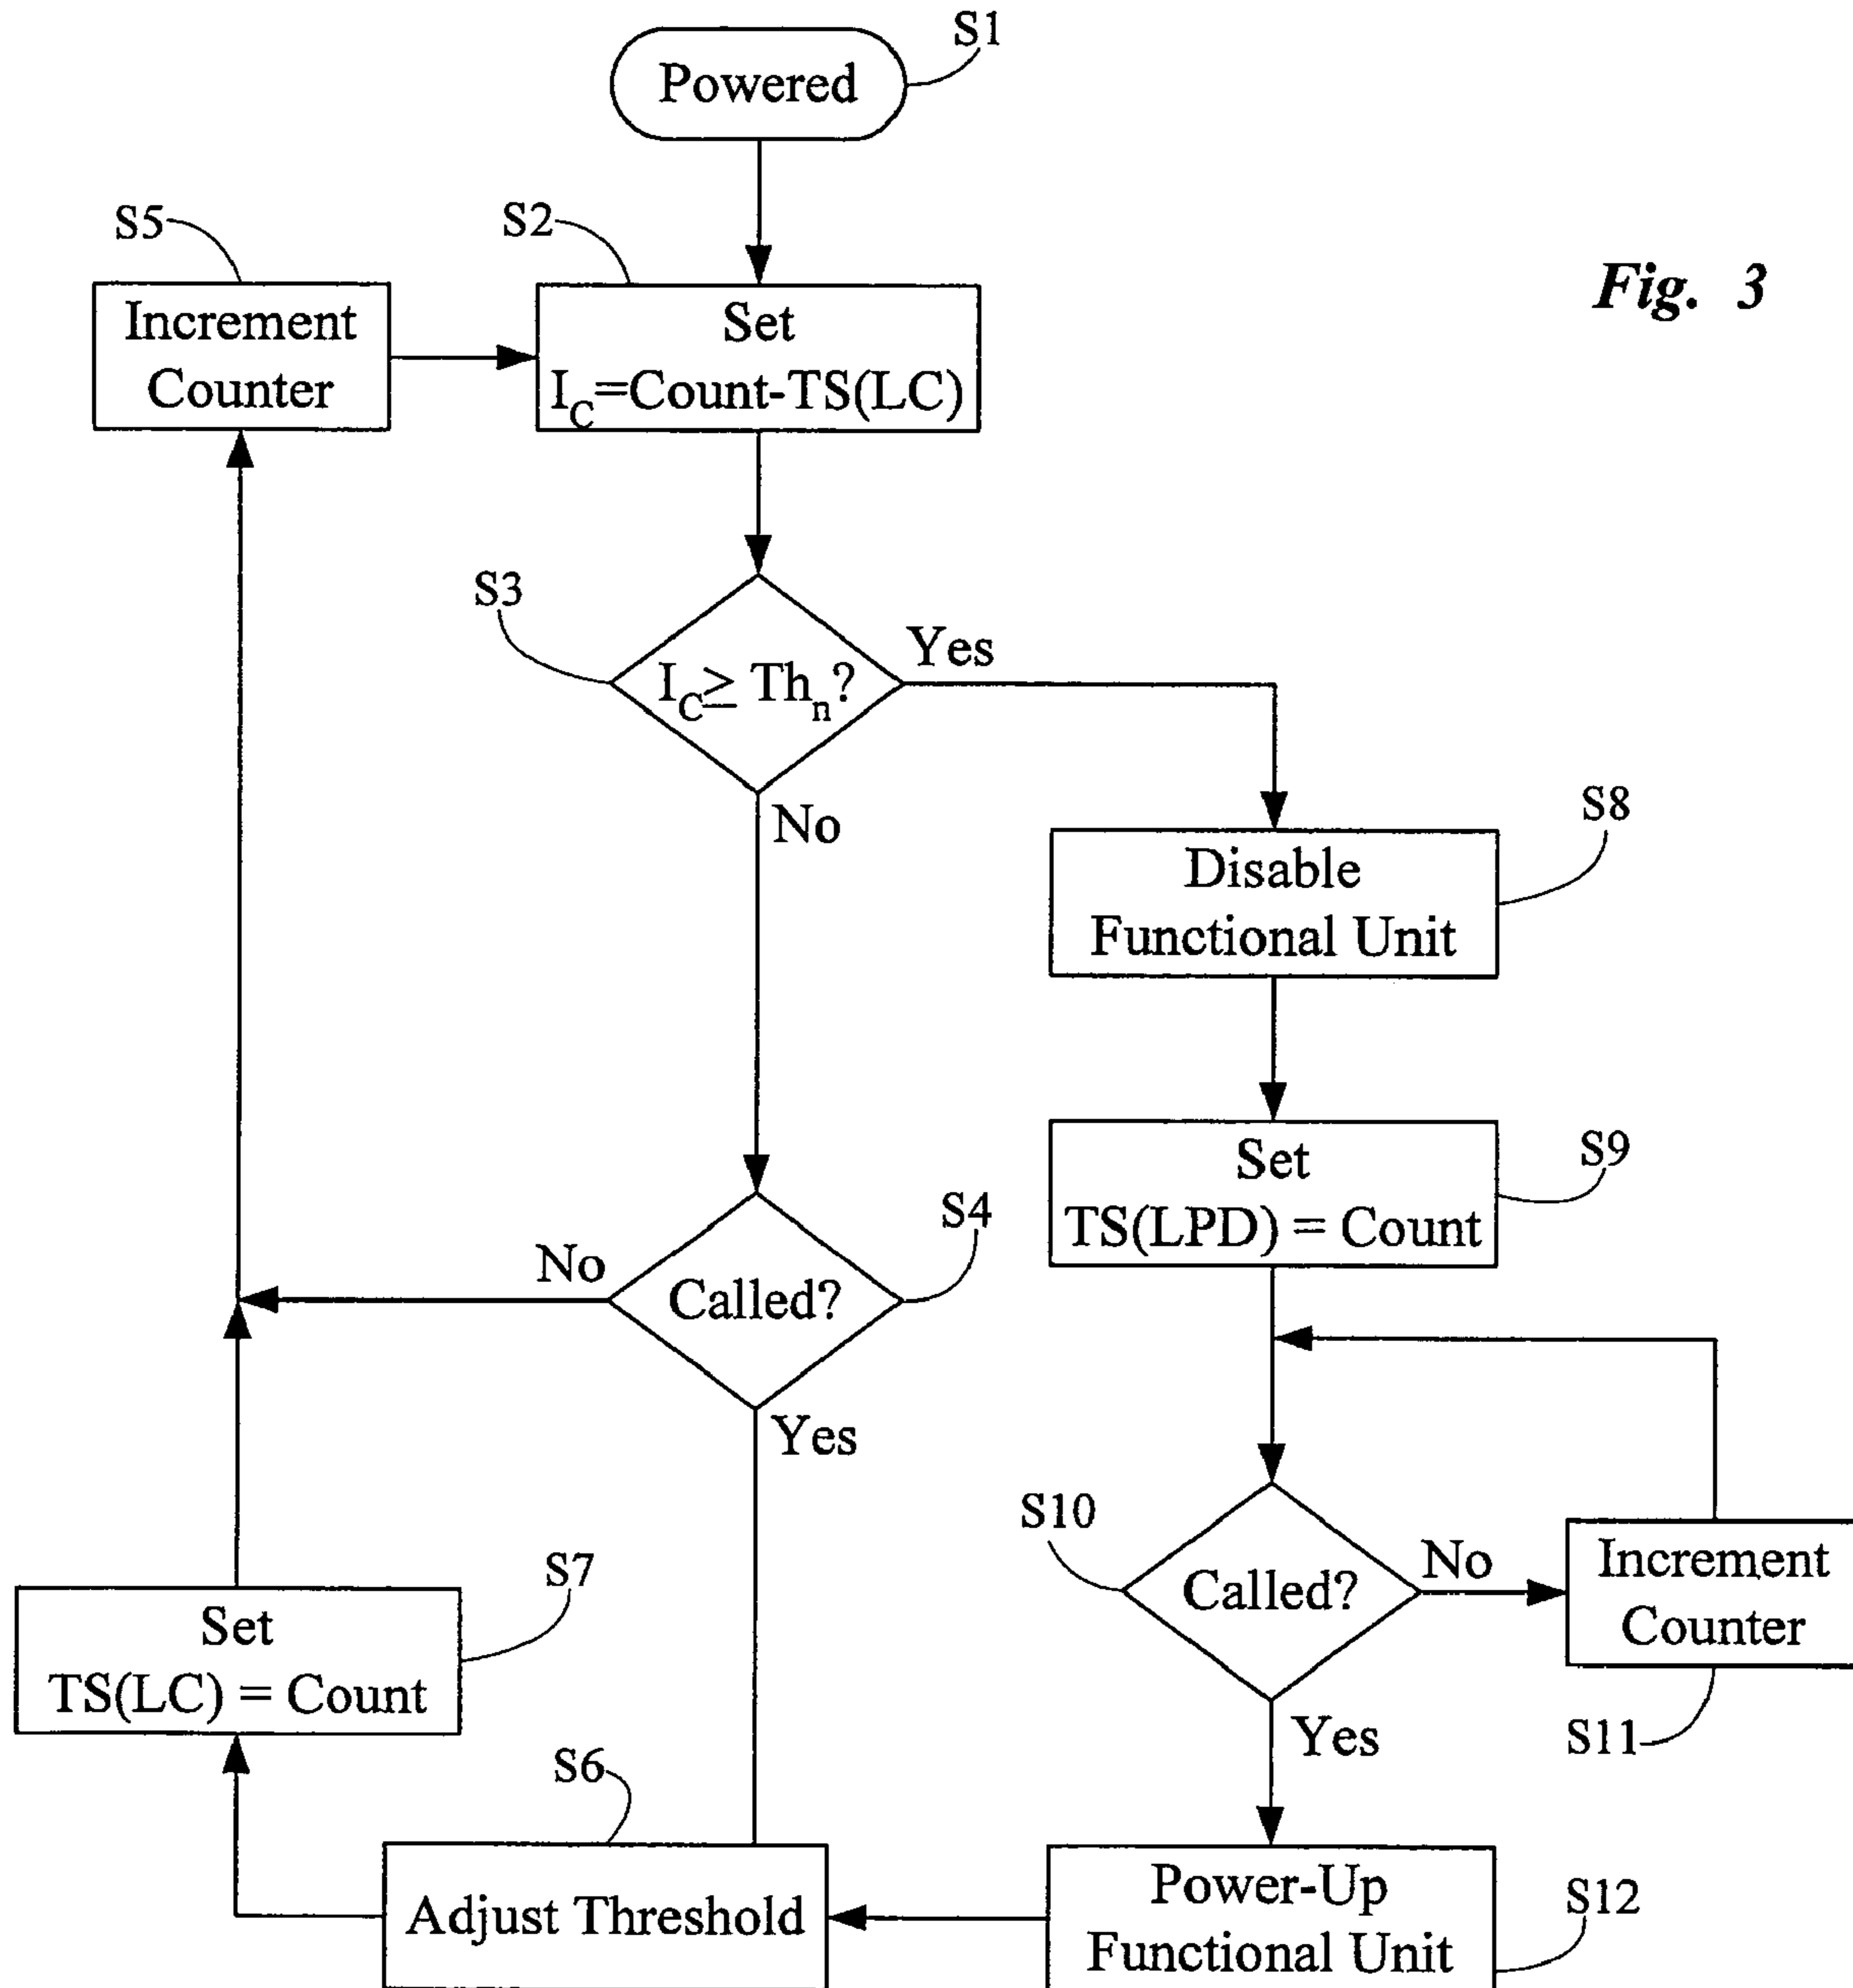 S1
Powered
S5
S2
Fig. 3
Increment
Counter
Set
I_C=Count-TS(LC)
S3
Yes
I_C≥ Th_n?
No
S8
Disable
Functional Unit
S9
Set
TS(LPD) = Count
S4
No
Called?
Yes
S10
Called?
No
Increment
Counter
S11
Yes
S7
Set
TS(LC) = Count
S6
Adjust Threshold
Power-Up
Functional Unit
S12